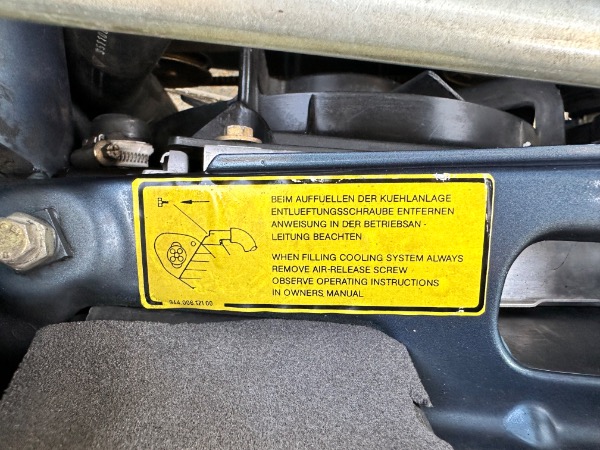 BEIM AUFFUELLEN DER KUEHLANLAGE
ENTLUEFTUNGSSCHRAUBE ENTFERNEN
ANWEISUNG IN DER BETRIEBSAN -
LEITUNG BEACHTEN
WHEN FILLING COOLING SYSTEM ALWAYS
REMOVE AIR-RELEASE SCREW
OBSERVE OPERATING INSTRUCTIONS
IN OWNERS MANUAL
944.006.121.00